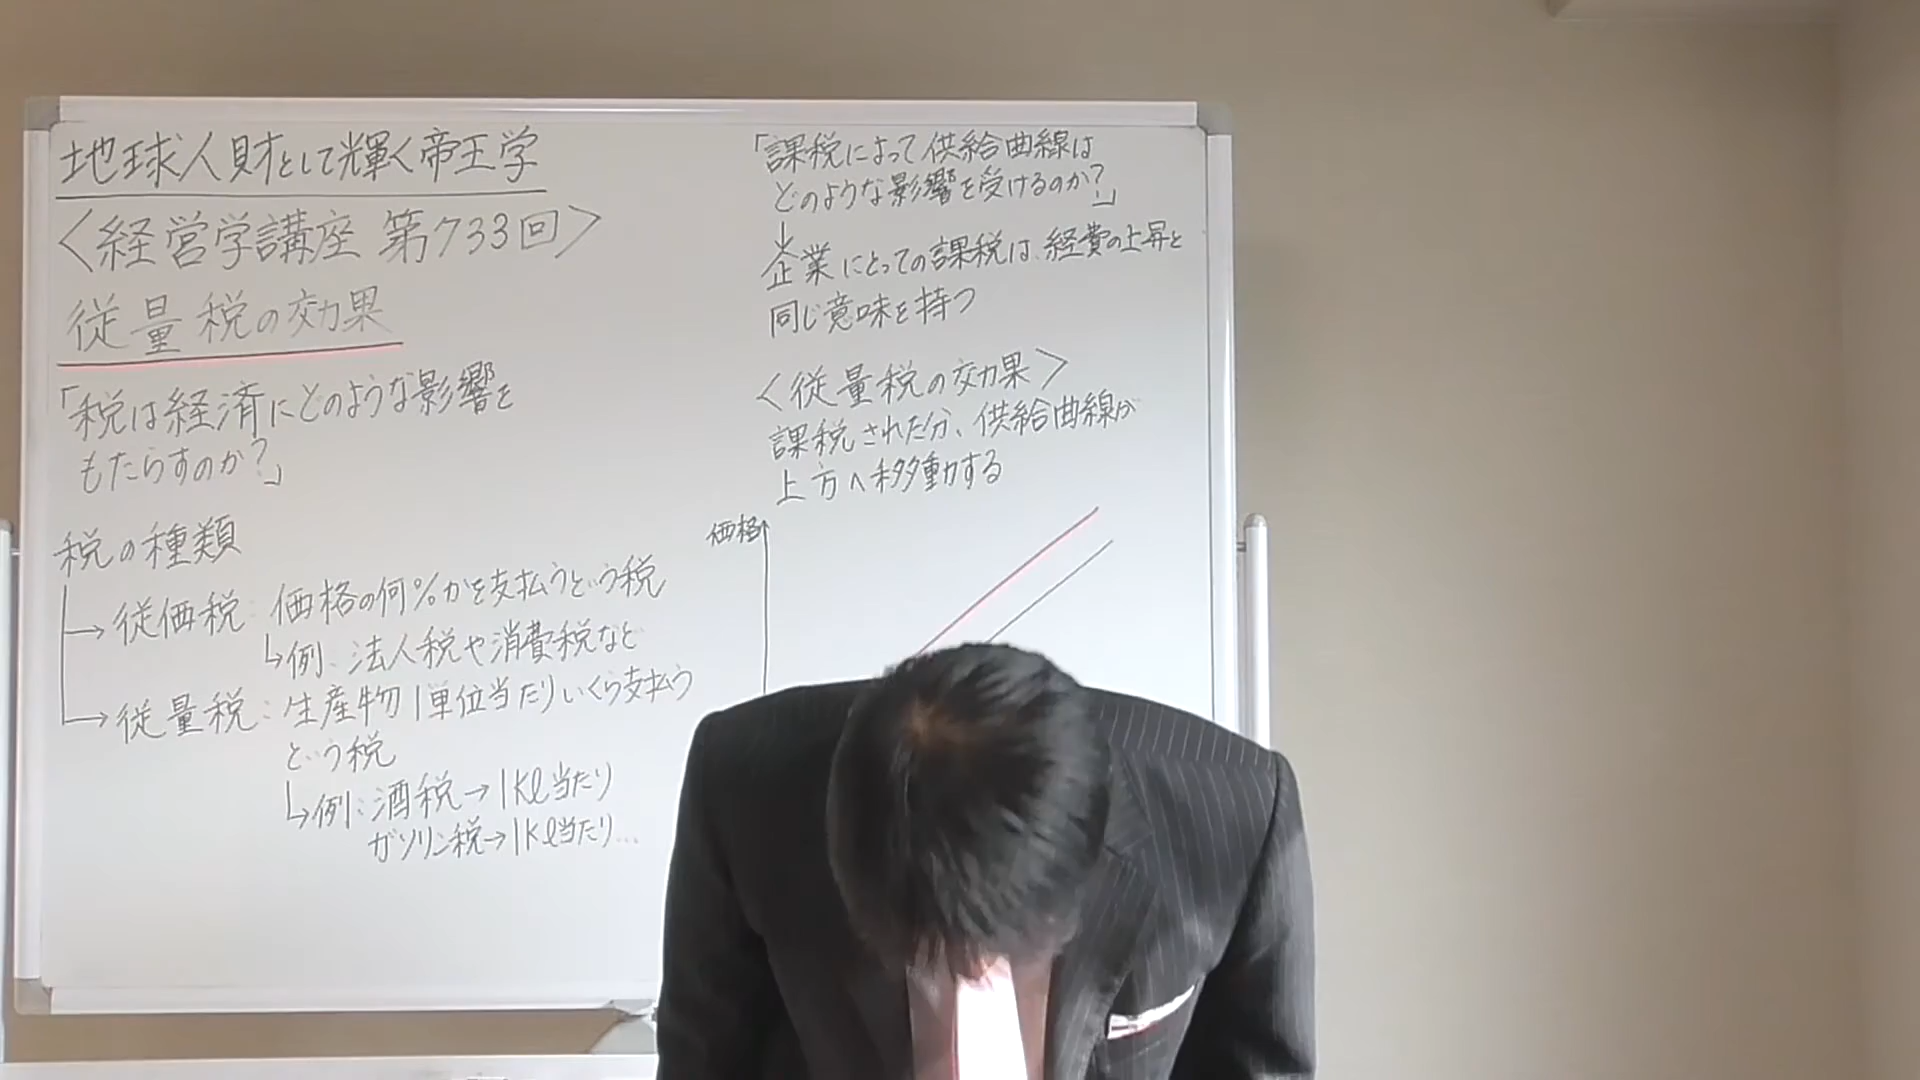 地球人財として輝く帝王学
<経営学講座 第733回>
従量税の効果
「税は経済にどのような影響を
もたらすのか?」
税の種類
→従価税:価格の何%かを支払うという税
↳例:法人税や消費税など
→従量税:生産物1単位当たりいくら支払う
という税
↳例:酒税→1kl当たり
ガソリン税→1kl当たり…
「課税によって供給曲線は
どのような影響を受けるのか?」
↓
企業にとっての課税は、経費の上昇と
同じ意味を持つ
<従量税の効果>
課税された分、供給曲線が
上方へ移動する
価格